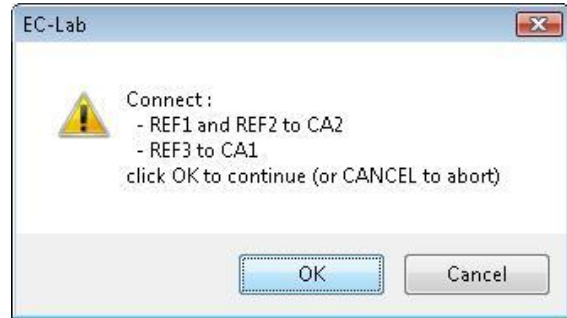 EC-Lab
Connect :
- REF1 and REF2 to CA2
- REF3 to CA1
click OK to continue (or CANCEL to abort)
OK
Cancel